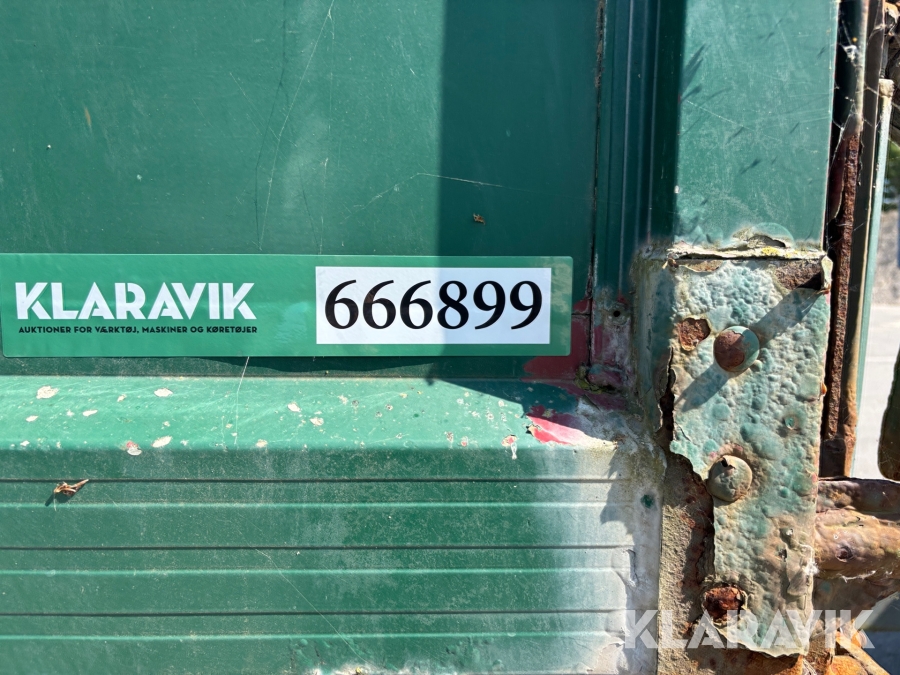 KLARAVIK
AUKTIONER FOR VÆRKTØJ, MASKINER OG KØRETØJER
666899
KLARAVIK